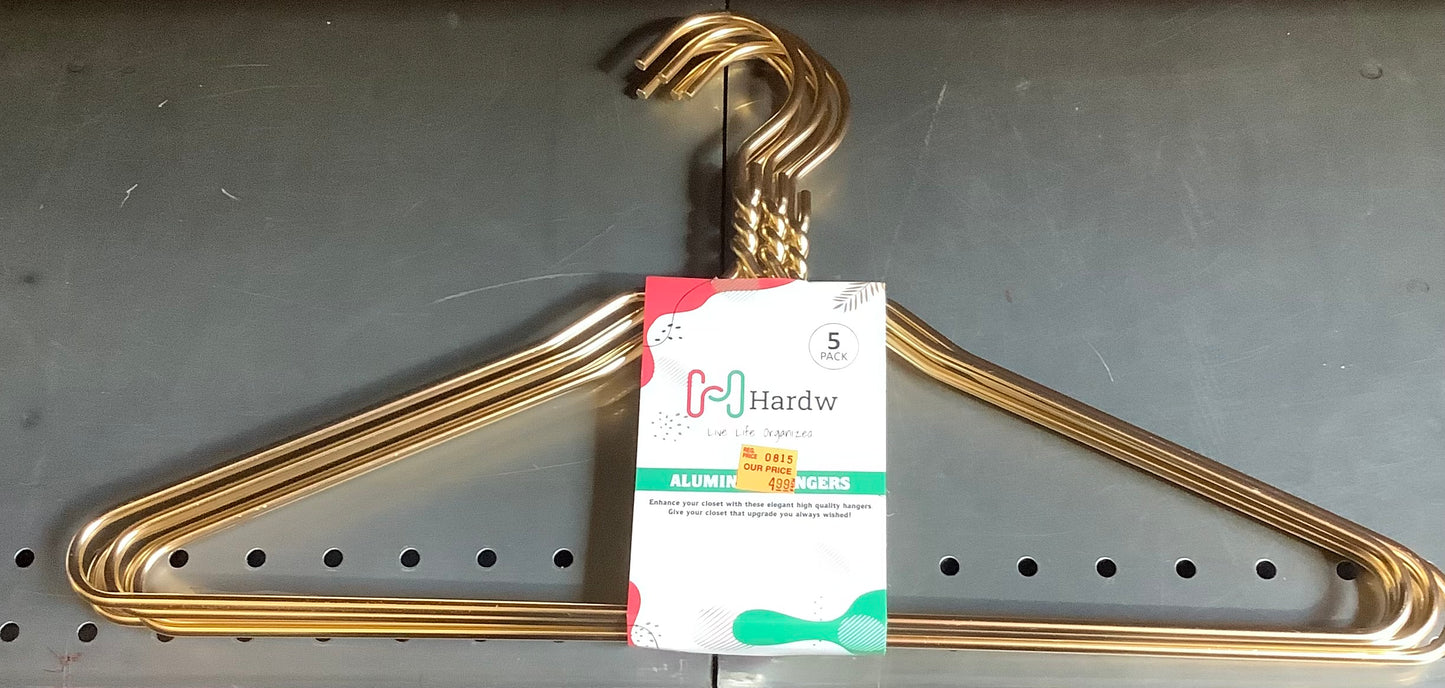 5
PACK
Hardw
Live Life Organized
REG. PRICE 0815
OUR PRICE
4.99
ALUMIN NGERS
Enhance your closet with these elegant high quality hangers
Give your closet that upgrade you always wished!